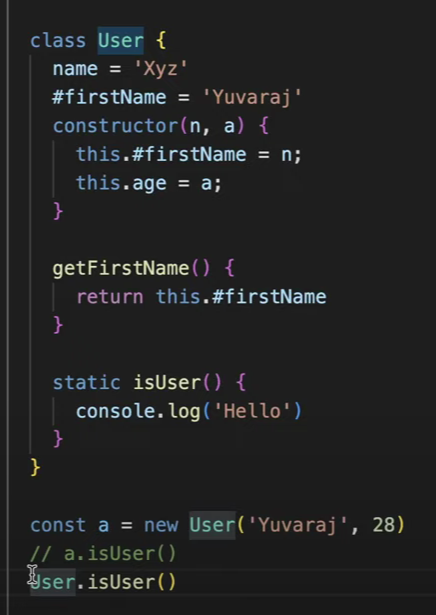 class User {
name = 'Xyz'
#firstName = 'Yuvaraj'
constructor(n, a) {
this.#firstName = n;
this.age = a;
}
getFirstName() {
return this.#firstName
}
static isUser() {
console.log('Hello')
}
}
const a = new User('Yuvaraj', 28)
// a.isUser()
User.isUser()